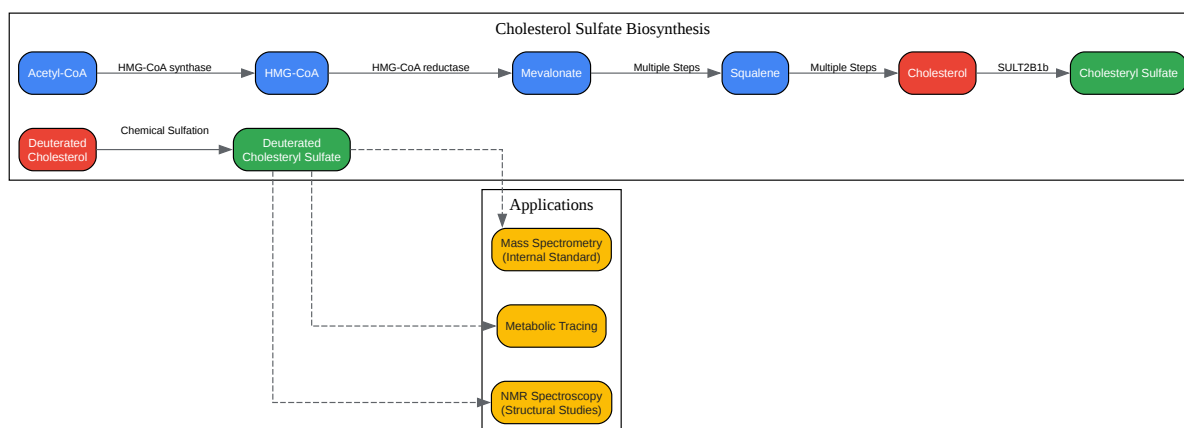 Cholesterol Sulfate Biosynthesis
Acetyl-CoA
HMG-CoA synthase
HMG-CoA
HMG-CoA reductase
Mevalonate
Multiple Steps
Squalene
Multiple Steps
Cholesterol
SULT2B1b
Cholesteryl Sulfate
Deuterated
Cholesterol
Chemical Sulfation
Deuterated
Cholesteryl Sulfate
Applications
Mass Spectrometry
(Internal Standard)
Metabolic Tracing
NMR Spectroscopy
(Structural Studies)